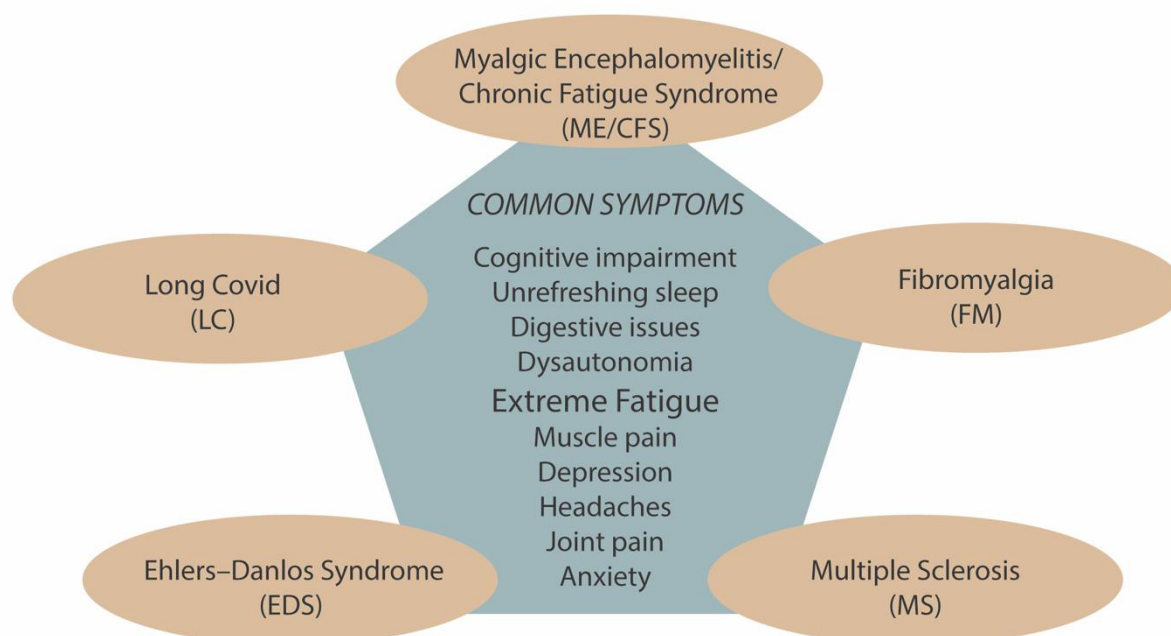 Myalgic Encephalomyelitis/
Chronic Fatigue Syndrome
(ME/CFS)
COMMON SYMPTOMS
Cognitive impairment
Unrefreshing sleep
Digestive issues
Dysautonomia
Extreme Fatigue
Muscle pain
Depression
Headaches
Joint pain
Anxiety
Long Covid
(LC)
Fibromyalgia
(FM)
Ehlers–Danlos Syndrome
(EDS)
Multiple Sclerosis
(MS)